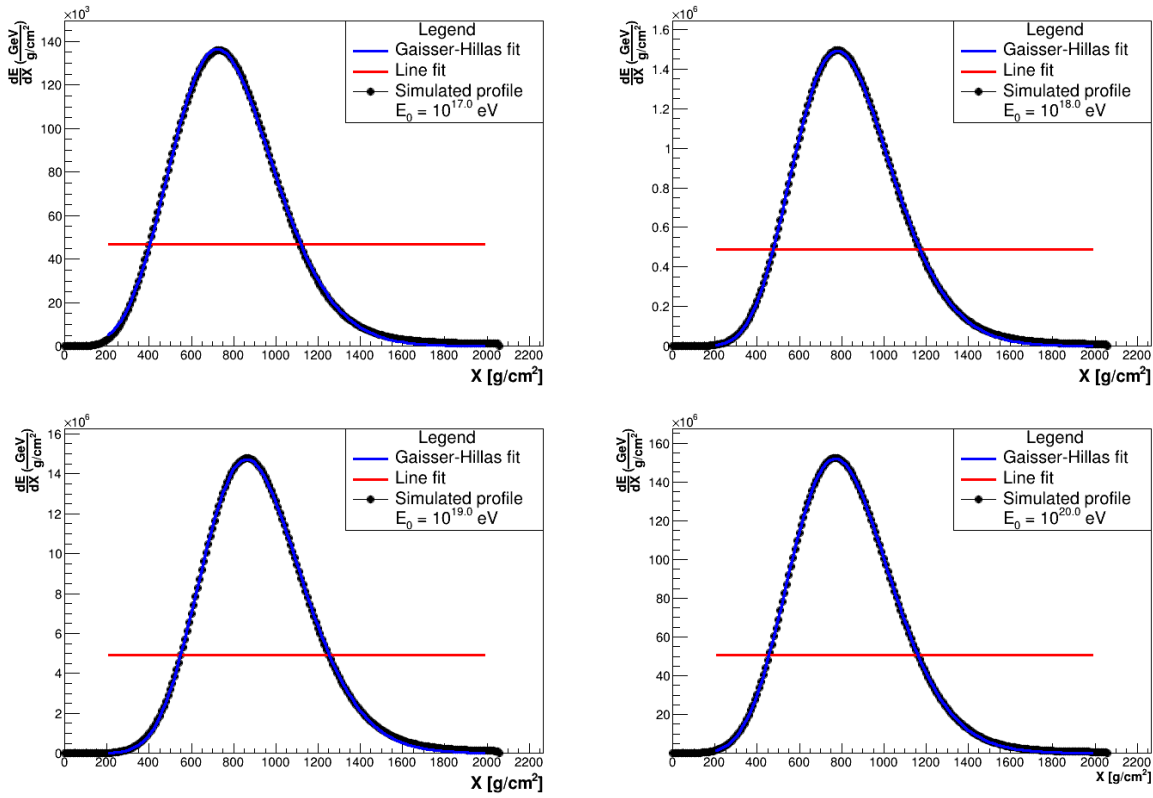 ×10³
dE/dX (GeV/g/cm²)
140
120
100
80
60
40
20
0
0 200 400 600 800 1000 1200 1400 1600 1800 2000 2200
X [g/cm²]
Legend
Gaisser-Hillas fit
Line fit
Simulated profile
E₀ = 10^17.0 eV
×10⁶
dE/dX (GeV/g/cm²)
1.6
1.4
1.2
1
0.8
0.6
0.4
0.2
0
0 200 400 600 800 1000 1200 1400 1600 1800 2000 2200
X [g/cm²]
Legend
Gaisser-Hillas fit
Line fit
Simulated profile
E₀ = 10^18.0 eV
×10⁶
dE/dX (GeV/g/cm²)
16
14
12
10
8
6
4
2
0
0 200 400 600 800 1000 1200 1400 1600 1800 2000 2200
X [g/cm²]
Legend
Gaisser-Hillas fit
Line fit
Simulated profile
E₀ = 10^19.0 eV
×10⁶
dE/dX (GeV/g/cm²)
160
140
120
100
80
60
40
20
0 200 400 600 800 1000 1200 1400 1600 1800 2000 2200
X [g/cm²]
Legend
Gaisser-Hillas fit
Line fit
Simulated profile
E₀ = 10^20.0 eV